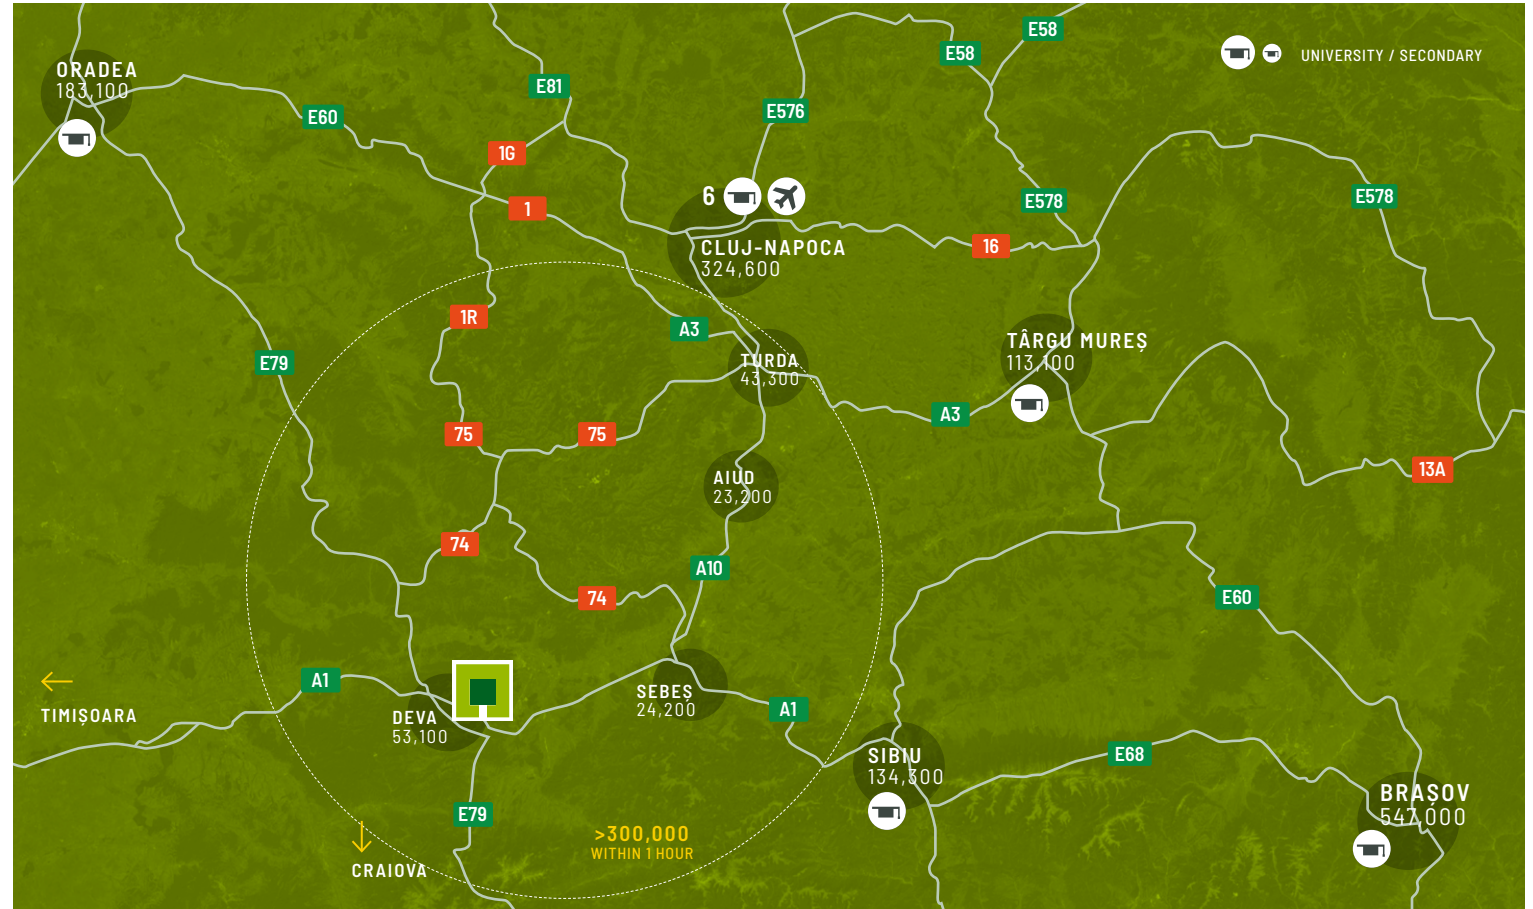 ORADEA
183,100
E60
E81
1G
1
E576
E58
E58
E578
E578
UNIVERSITY / SECONDARY
6
CLUJ-NAPOCA
324,600
16
1R
A3
E79
TURDA
43,300
TÂRGU MUREȘ
113,100
A3
75
75
13A
AIUD
23,200
74
A10
74
E60
A1
TIMIȘOARA
DEVA
53,100
SEBEȘ
24,200
A1
SIBIU
134,300
E68
BRAȘOV
547,000
E79
>300,000
WITHIN 1 HOUR
CRAIOVA